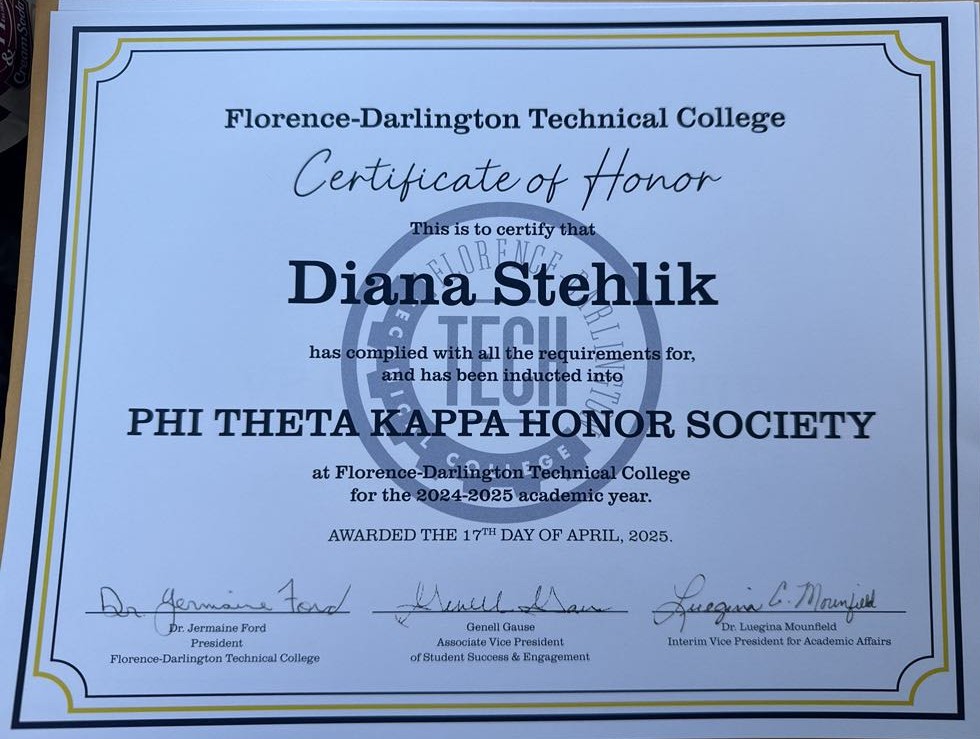 Florence-Darlington Technical College
Certificate of Honor
This is to certify that
Diana Stehlik
has complied with all the requirements for,
and has been inducted into
PHI THETA KAPPA HONOR SOCIETY
at Florence-Darlington Technical College
for the 2024-2025 academic year.
AWARDED THE 17TH DAY OF APRIL, 2025.
FLORENCE-DARLINGTON
TECH
TECHNICAL COLLEGE
Dr. Jermaine Ford
Dr. Jermaine Ford
President
Florence-Darlington Technical College
Genell Gause
Genell Gause
Associate Vice President
of Student Success & Engagement
Luegina C. Mounfield
Dr. Luegina Mounfield
Interim Vice President for Academic Affairs